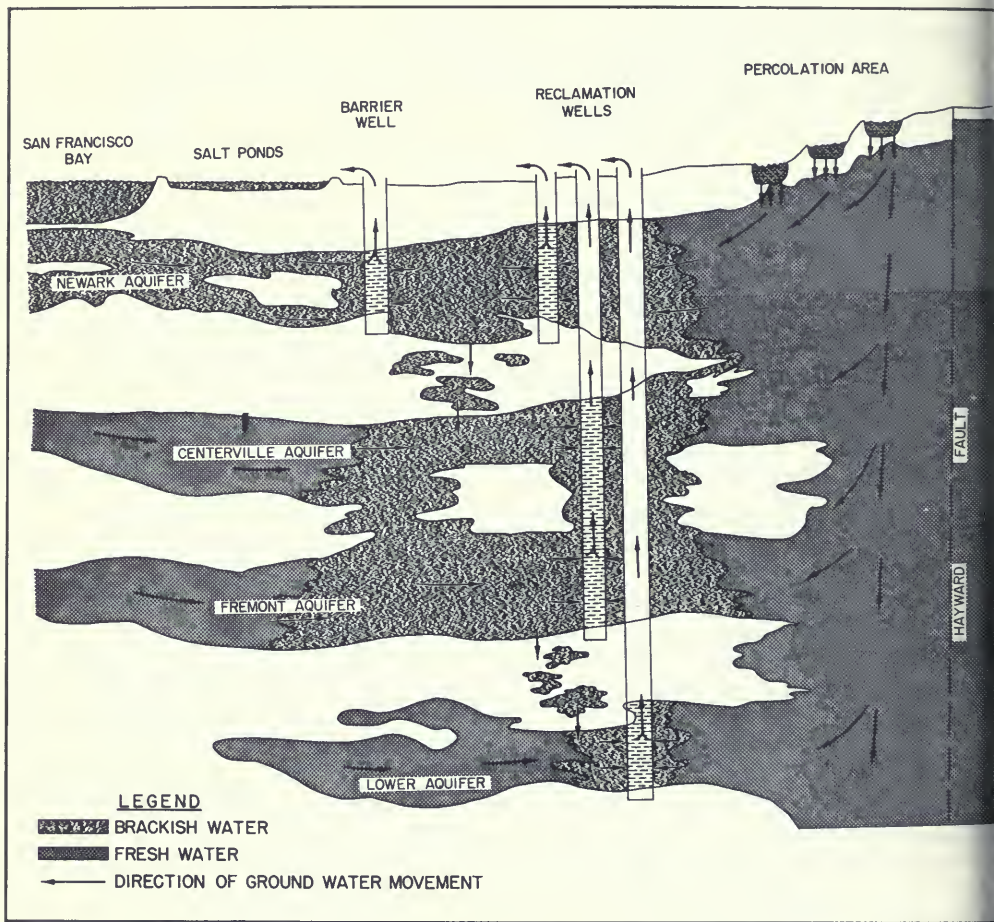 PERCOLATION AREA
RECLAMATION
WELLS
BARRIER
WELL
SAN FRANCISCO
BAY
SALT PONDS
NEWARK AQUIFER
CENTERVILLE AQUIFER
FAULT
HAYWARD
FREMONT AQUIFER
LOWER AQUIFER
LEGEND
BRACKISH WATER
FRESH WATER
DIRECTION OF GROUND WATER MOVEMENT